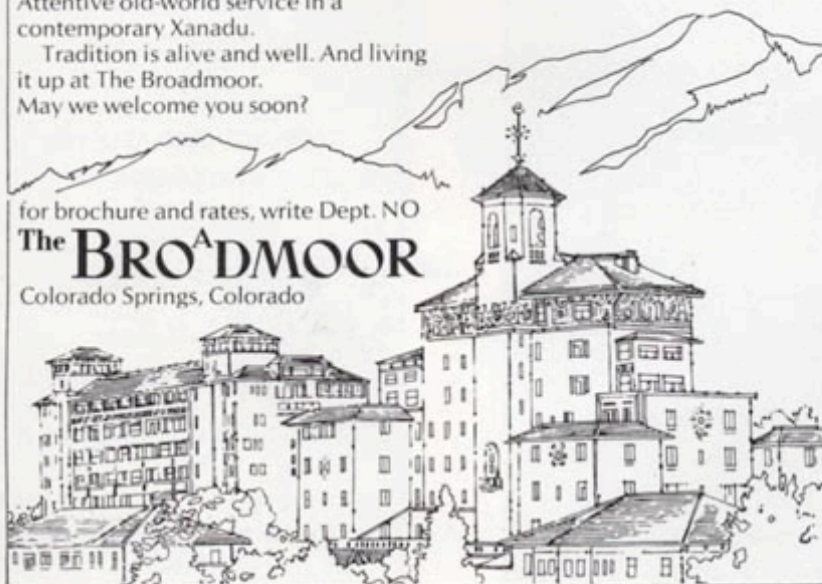 Attentive old-world service in a
contemporary Xanadu.
Tradition is alive and well. And living
it up at The Broadmoor.
May we welcome you soon?
for brochure and rates, write Dept. NO
The BROADMOOR
Colorado Springs, Colorado